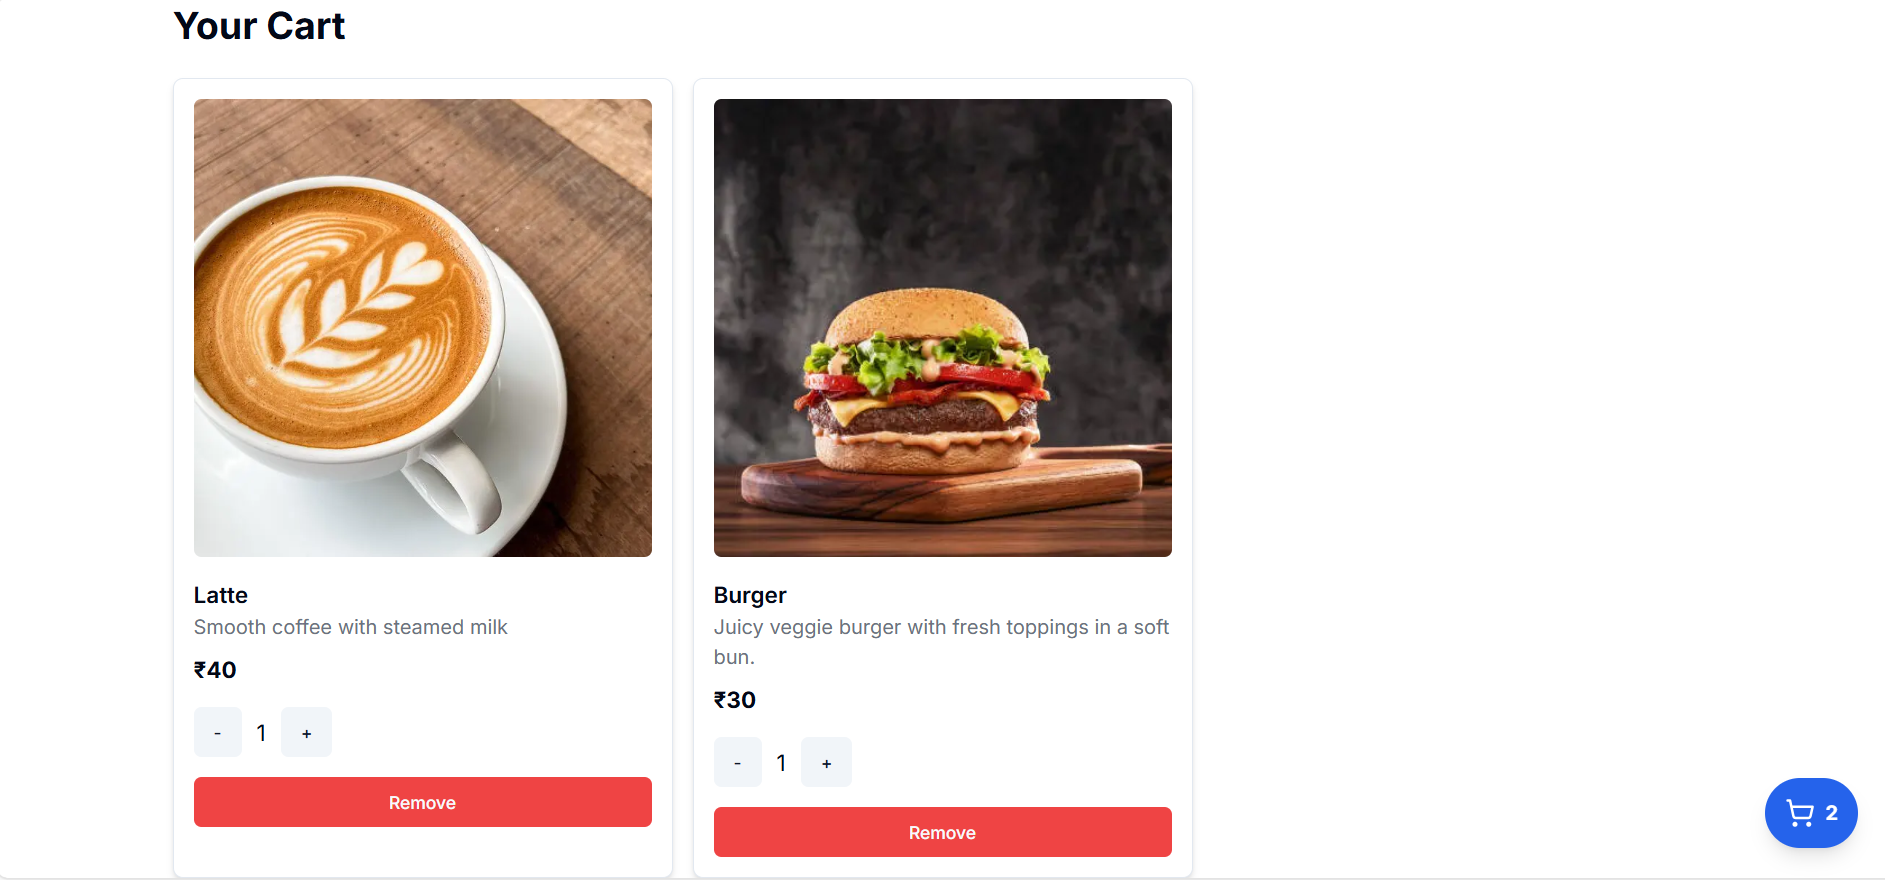 Your Cart
Latte
Smooth coffee with steamed milk
₹40
- 1 +
Remove
Burger
Juicy veggie burger with fresh toppings in a soft
bun.
₹30
- 1 +
Remove
2